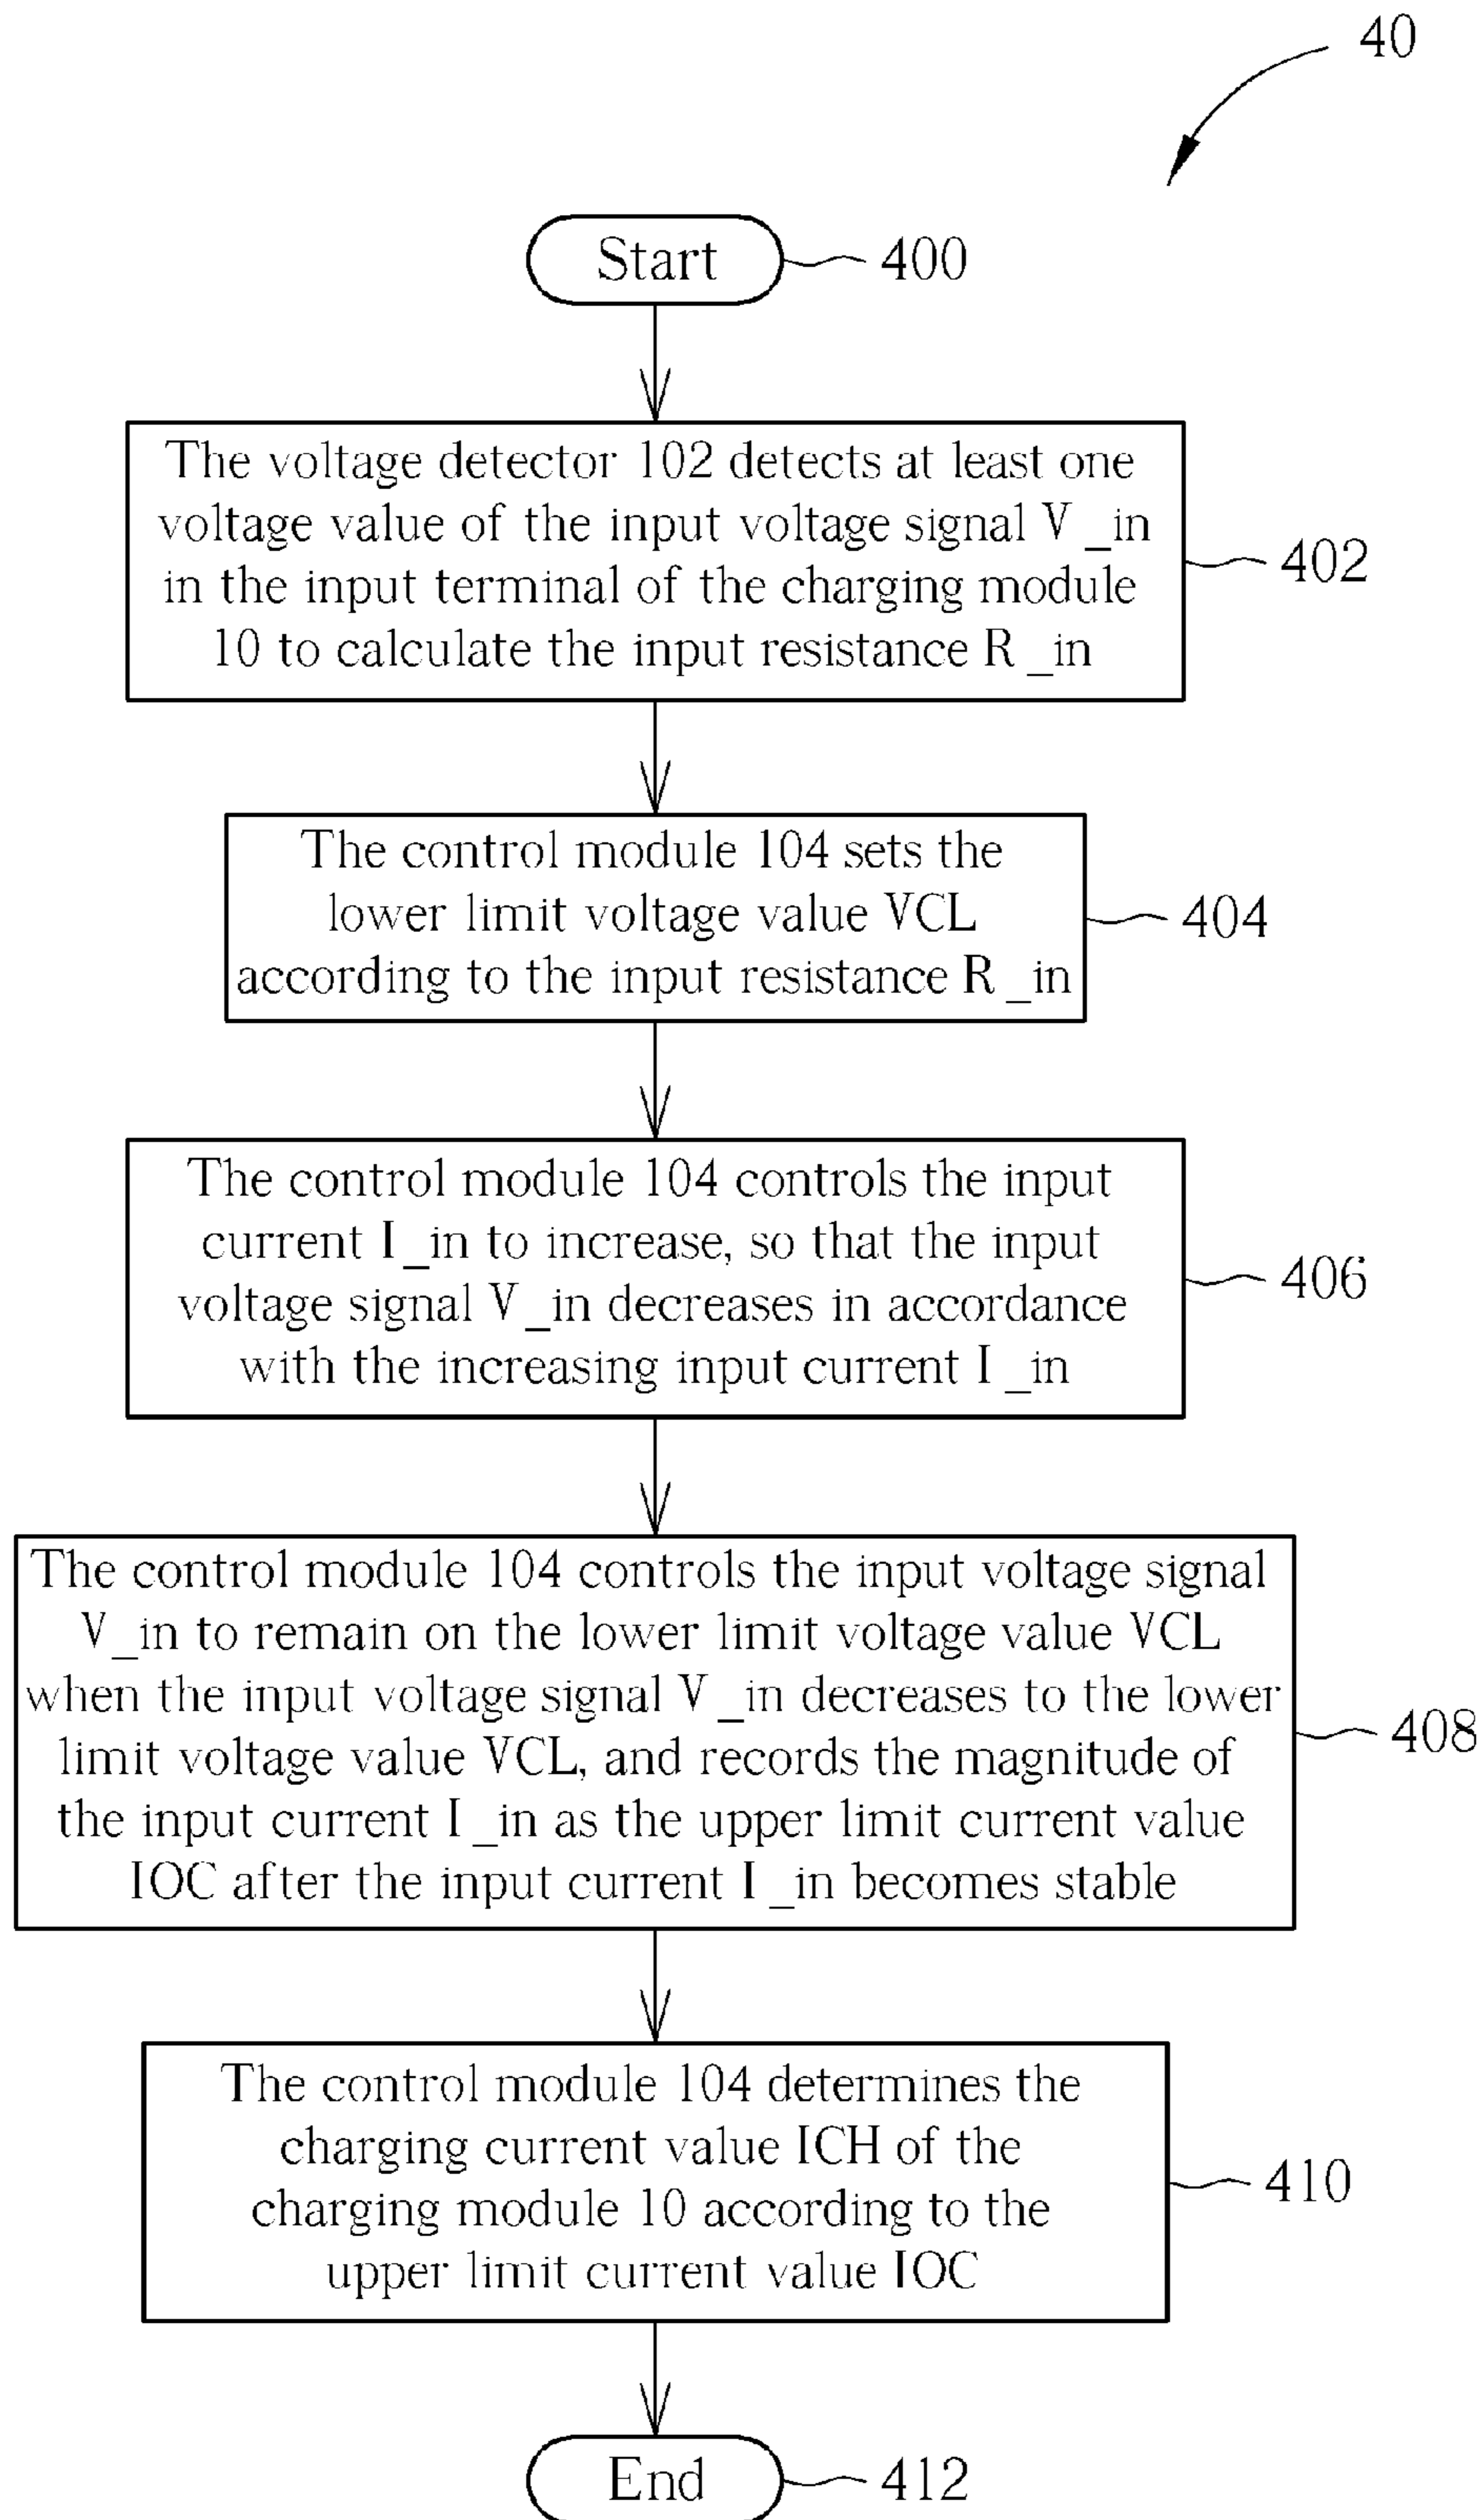 40
Start
400
The voltage detector 102 detects at least one
voltage value of the input voltage signal V_in
in the input terminal of the charging module
10 to calculate the input resistance R_in
402
The control module 104 sets the
lower limit voltage value VCL
according to the input resistance R_in
404
The control module 104 controls the input
current I_in to increase, so that the input
voltage signal V_in decreases in accordance
with the increasing input current I_in
406
The control module 104 controls the input voltage signal
V_in to remain on the lower limit voltage value VCL
when the input voltage signal V_in decreases to the lower
limit voltage value VCL, and records the magnitude of
the input current I_in as the upper limit current value
IOC after the input current I_in becomes stable
408
The control module 104 determines the
charging current value ICH of the
charging module 10 according to the
upper limit current value IOC
410
End
412